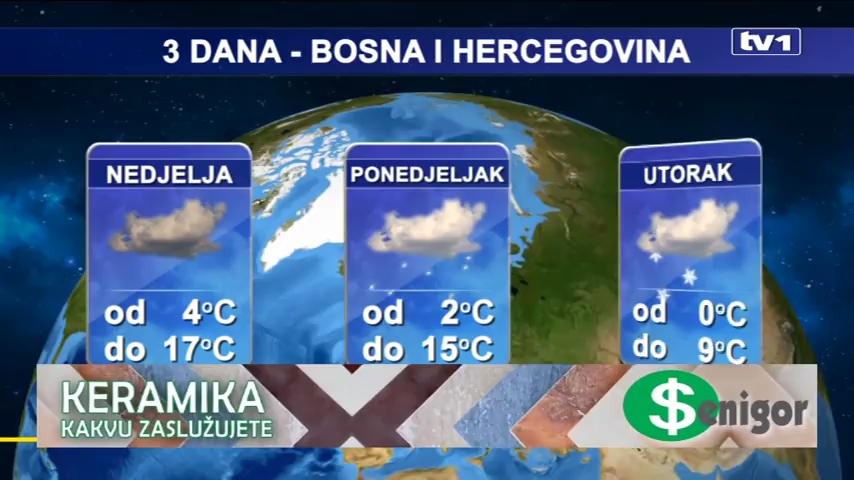 3 DANA - BOSNA I HERCEGOVINA
tv1
NEDJELJA
od 4°C
do 17°C
PONEDJELJAK
od 2°C
do 15°C
UTORAK
od 0°C
do 9°C
KERAMIKA
KAKVU ZASLUŽUJETE
$enigor